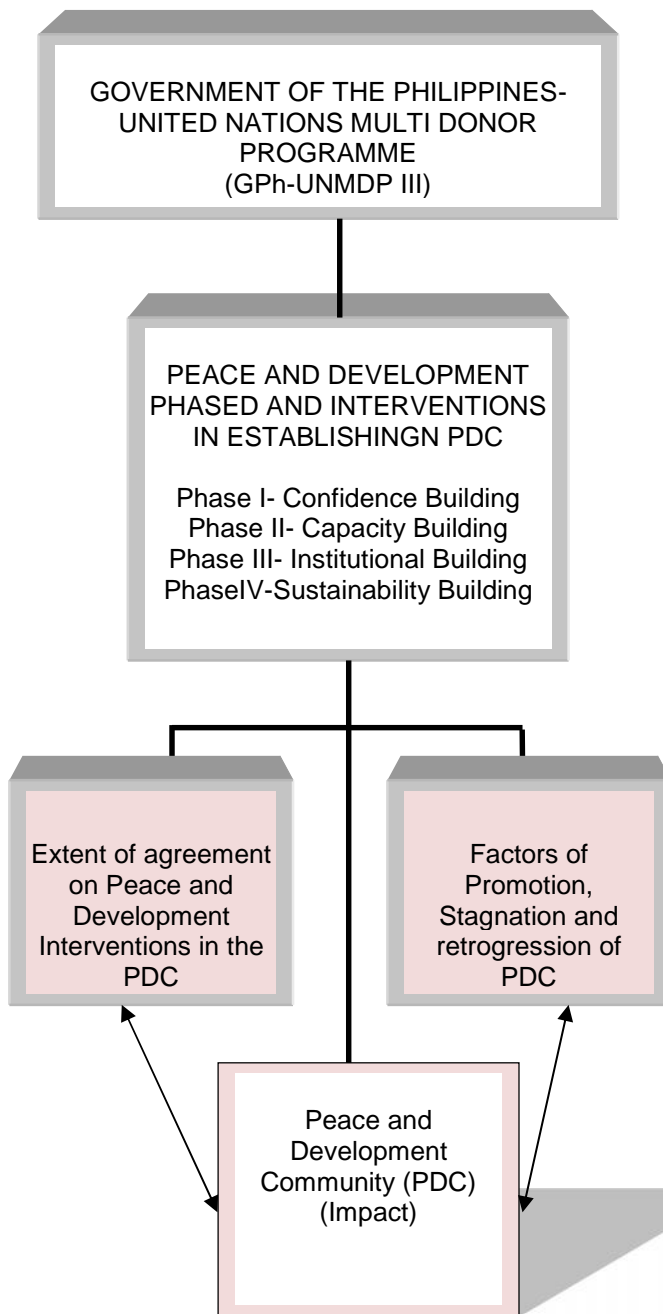 GOVERNMENT OF THE PHILIPPINES-
UNITED NATIONS MULTI DONOR
PROGRAMME
(GPh-UNMDP III)
PEACE AND DEVELOPMENT
PHASED AND INTERVENTIONS
IN ESTABLISHINGN PDC
Phase I- Confidence Building
Phase II- Capacity Building
Phase III- Institutional Building
PhaseIV-Sustainability Building
Extent of agreement
on Peace and
Development
Interventions in the
PDC
Factors of
Promotion,
Stagnation and
retrogression of
PDC
Peace and
Development
Community (PDC)
(Impact)